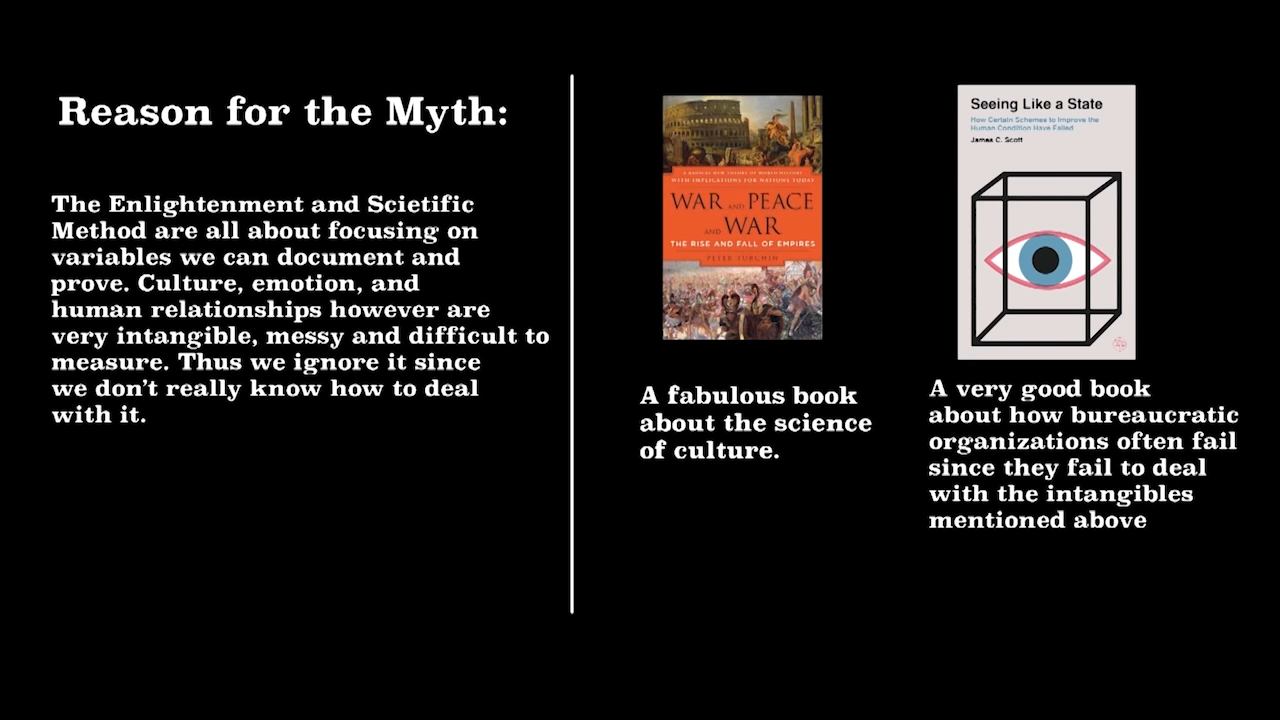 Reason for the Myth:
The Enlightenment and Scietific
Method are all about focusing on
variables we can document and
prove. Culture, emotion, and
human relationships however are
very intangible, messy and difficult to
measure. Thus we ignore it since
we don't really know how to deal
with it.
A RADICAL NEW THEORY OF WORLD HISTORY
WITH IMPLICATIONS FOR NATIONS TODAY
WAR AND PEACE
AND WAR
THE RISE AND FALL OF EMPIRES
PETER TURCHIN
A fabulous book
about the science
of culture.
Seeing Like a State
How Certain Schemes to Improve the
Human Condition Have Failed
James C. Scott
A very good book
about how bureaucratic
organizations often fail
since they fail to deal
with the intangibles
mentioned above